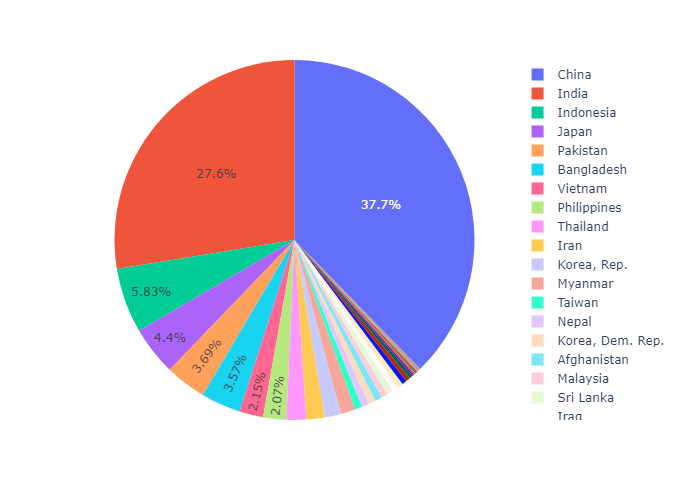 37.7%
27.6%
5.83%
4.4%
3.69%
3.57%
2.15%
2.07%
China
India
Indonesia
Japan
Pakistan
Bangladesh
Vietnam
Philippines
Thailand
Iran
Korea, Rep.
Myanmar
Taiwan
Nepal
Korea, Dem. Rep.
Afghanistan
Malaysia
Sri Lanka
Iraq